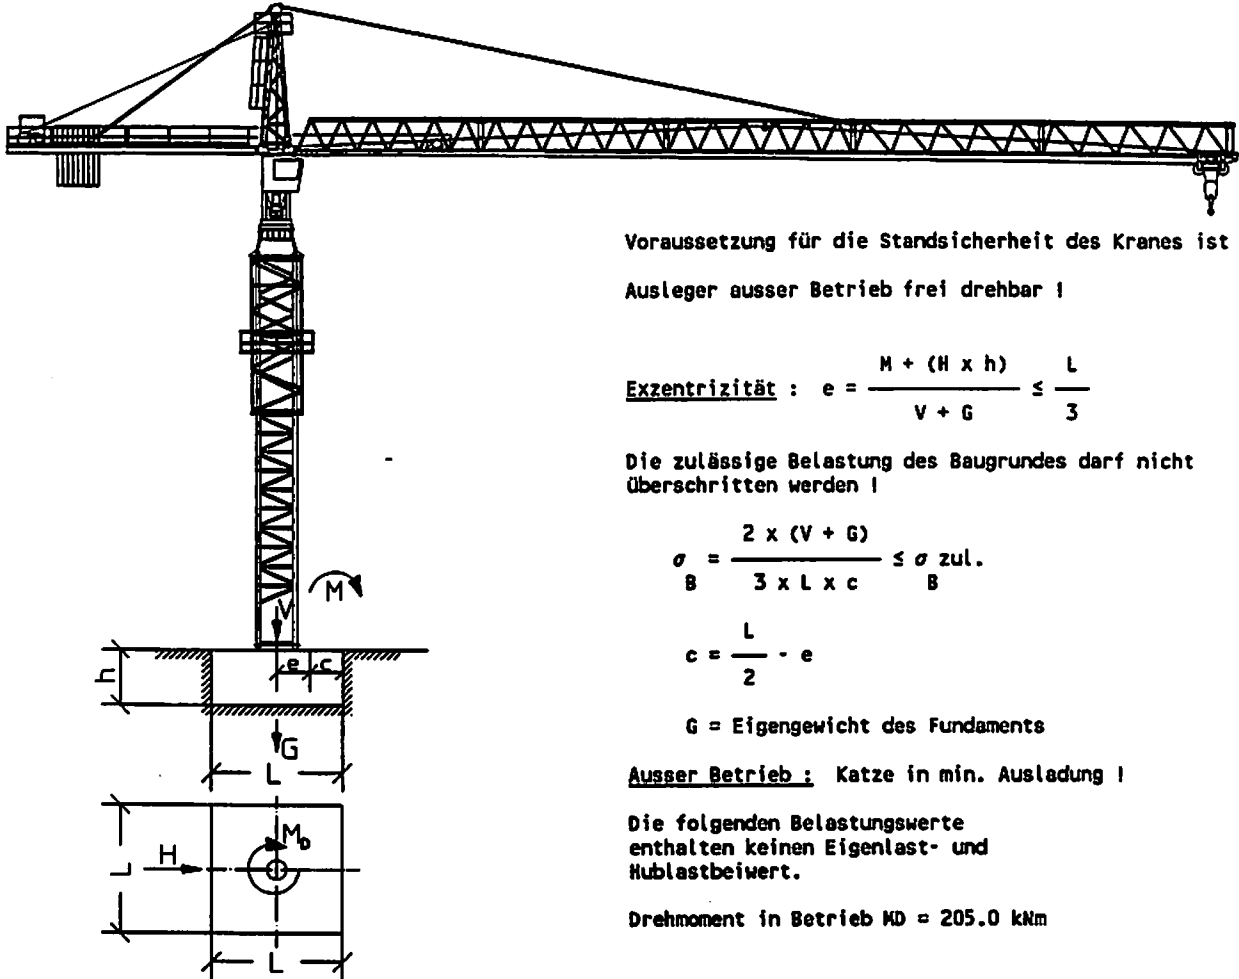 Voraussetzung für die Standsicherheit des Kranes ist
Ausleger ausser Betrieb frei drehbar !
M + (H x h) L
Exzentrizität : e = ≤
V + G 3
Die zulässige Belastung des Baugrundes darf nicht
überschritten werden !
2 x (V + G)
σ = ≤ σ zul.
B 3 x L x c B
L
c = - e
2
G = Eigengewicht des Fundaments
Ausser Betrieb : Katze in min. Ausladung !
Die folgenden Belastungswerte
enthalten keinen Eigenlast- und
Hublastbeiwert.
Drehmoment in Betrieb MD = 205.0 kNm
M
V
e c
h
G
L
M_D
H
L
L